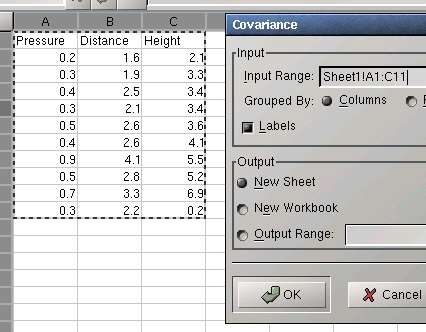 A B C
Pressure Distance Height
0.2 1.6 2.1
0.3 1.9 3.3
0.4 2.5 3.4
0.3 2.1 3.4
0.5 2.6 3.6
0.4 2.6 4.1
0.9 4.1 5.5
0.5 2.8 5.2
0.7 3.3 6.9
0.3 2.2 0.2
Covariance
Input
Input Range: Sheet1!A1:C11
Grouped By: Columns
Labels
Output
New Sheet
New Workbook
Output Range:
OK Cancel